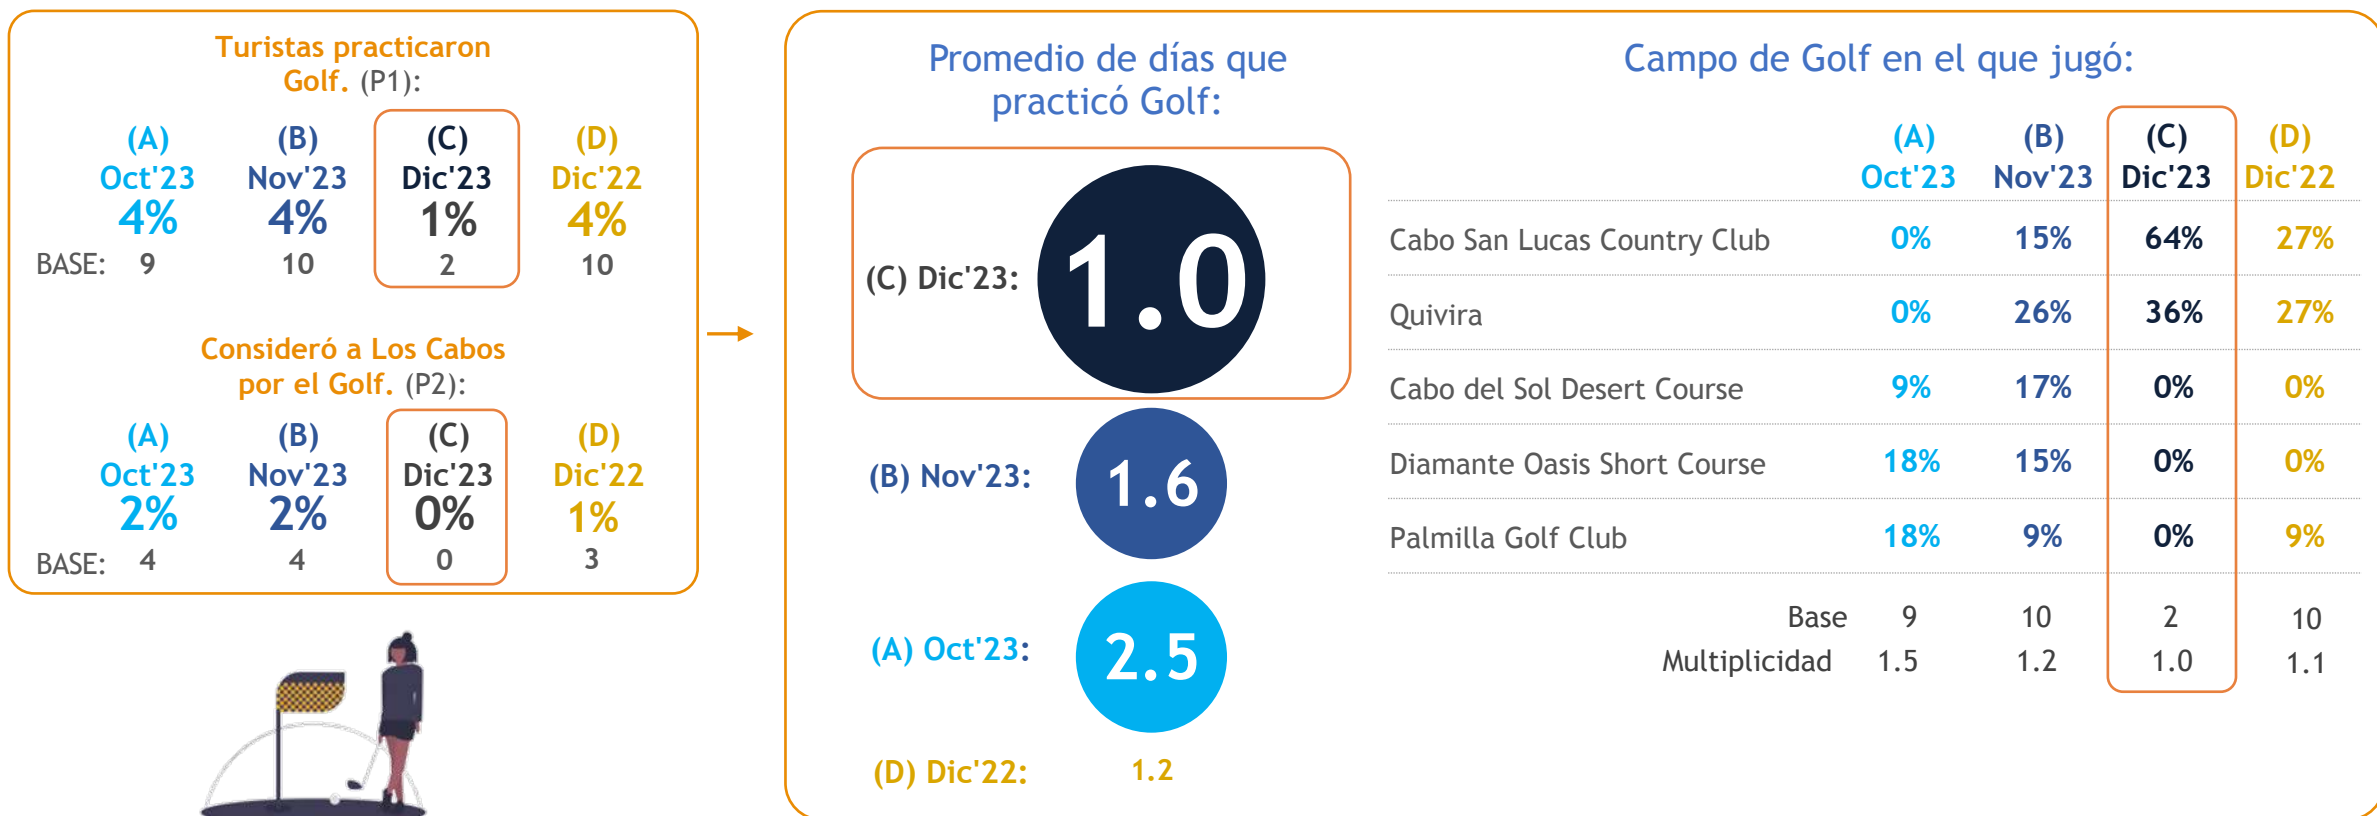 Turistas practicaron
Golf. (P1):
(A) (B) (C) (D)
Oct'23 Nov'23 Dic'23 Dic'22
4% 4% 1% 4%
BASE: 9 10 2 10
Consideró a Los Cabos
por el Golf. (P2):
(A) (B) (C) (D)
Oct'23 Nov'23 Dic'23 Dic'22
2% 2% 0% 1%
BASE: 4 4 0 3
Promedio de días que
practicó Golf:
(C) Dic'23: 1.0
(B) Nov'23: 1.6
(A) Oct'23: 2.5
(D) Dic'22: 1.2
Campo de Golf en el que jugó:
(A) (B) (C) (D)
Oct'23 Nov'23 Dic'23 Dic'22
Cabo San Lucas Country Club 0% 15% 64% 27%
Quivira 0% 26% 36% 27%
Cabo del Sol Desert Course 9% 17% 0% 0%
Diamante Oasis Short Course 18% 15% 0% 0%
Palmilla Golf Club 18% 9% 0% 9%
Base 9 10 2 10
Multiplicidad 1.5 1.2 1.0 1.1